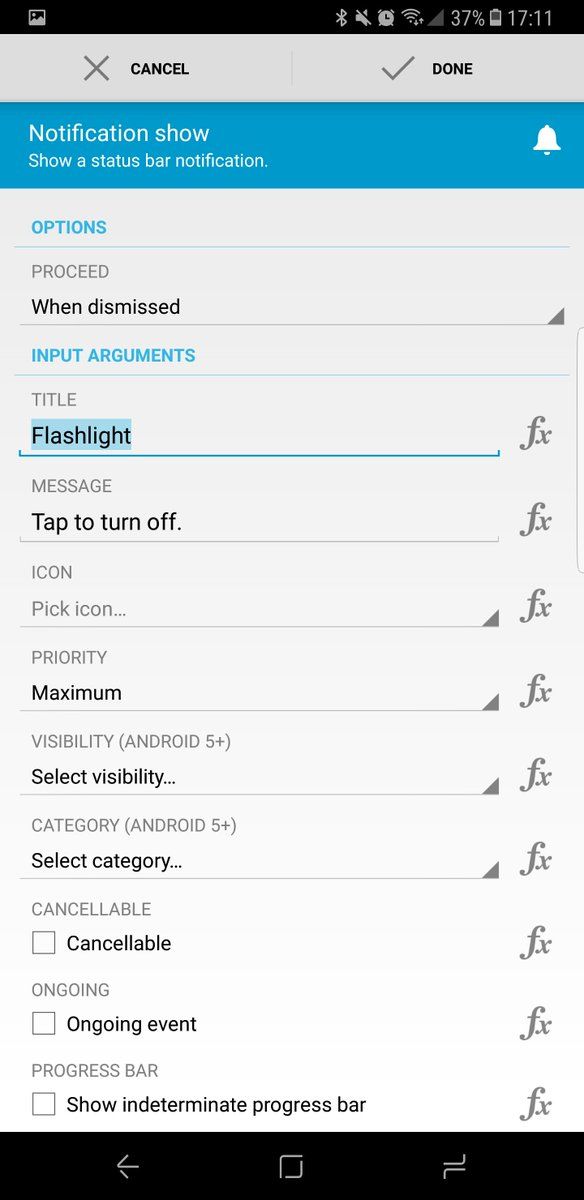 37% 17:11
CANCEL DONE
Notification show
Show a status bar notification.
OPTIONS
PROCEED
When dismissed
INPUT ARGUMENTS
TITLE
Flashlight fx
MESSAGE
Tap to turn off. fx
ICON
Pick icon... fx
PRIORITY
Maximum fx
VISIBILITY (ANDROID 5+)
Select visibility... fx
CATEGORY (ANDROID 5+)
Select category... fx
CANCELLABLE
Cancellable fx
ONGOING
Ongoing event fx
PROGRESS BAR
Show indeterminate progress bar fx